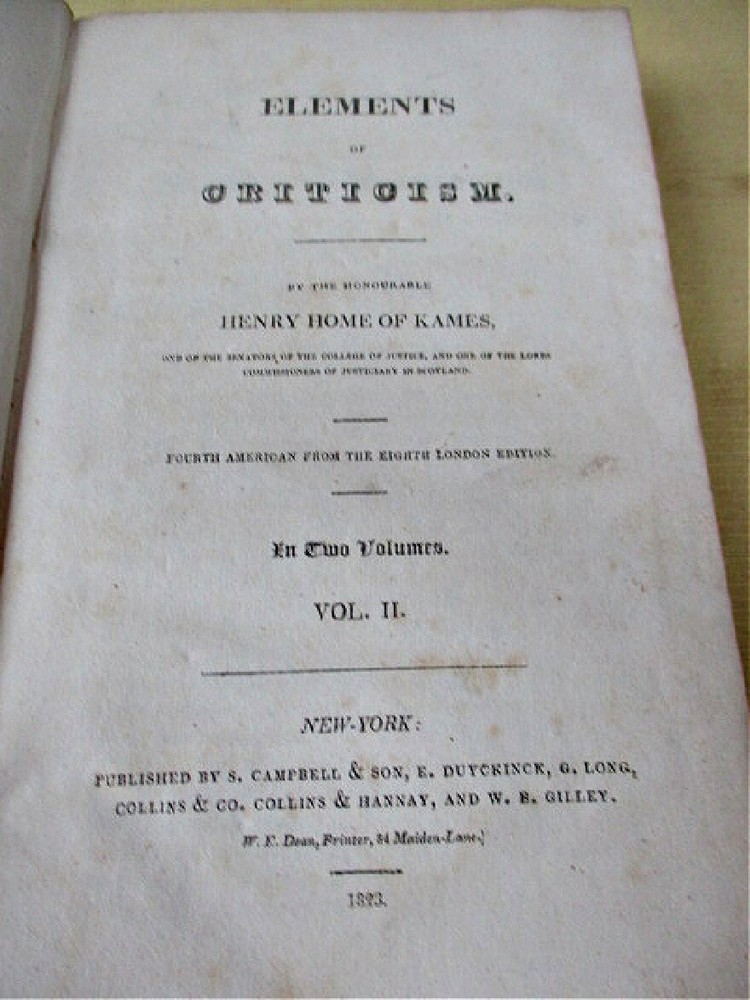 ELEMENTS
OF
CRITICISM.
BY THE HONOURABLE
HENRY HOME OF KAMES,
ONE OF THE SENATORS OF THE COLLEGE OF JUSTICE, AND ONE OF THE LORDS
COMMISSIONERS OF JUSTICIARY IN SCOTLAND.
FOURTH AMERICAN FROM THE EIGHTH LONDON EDITION.
In Two Volumes.
VOL. II.
NEW-YORK:
PUBLISHED BY S. CAMPBELL & SON, E. DUYCKINCK, G. LONG,
COLLINS & CO. COLLINS & HANNAY, AND W. B. GILLEY.
W. E. Dean, Printer, 84 Maiden-Lane.
1823.